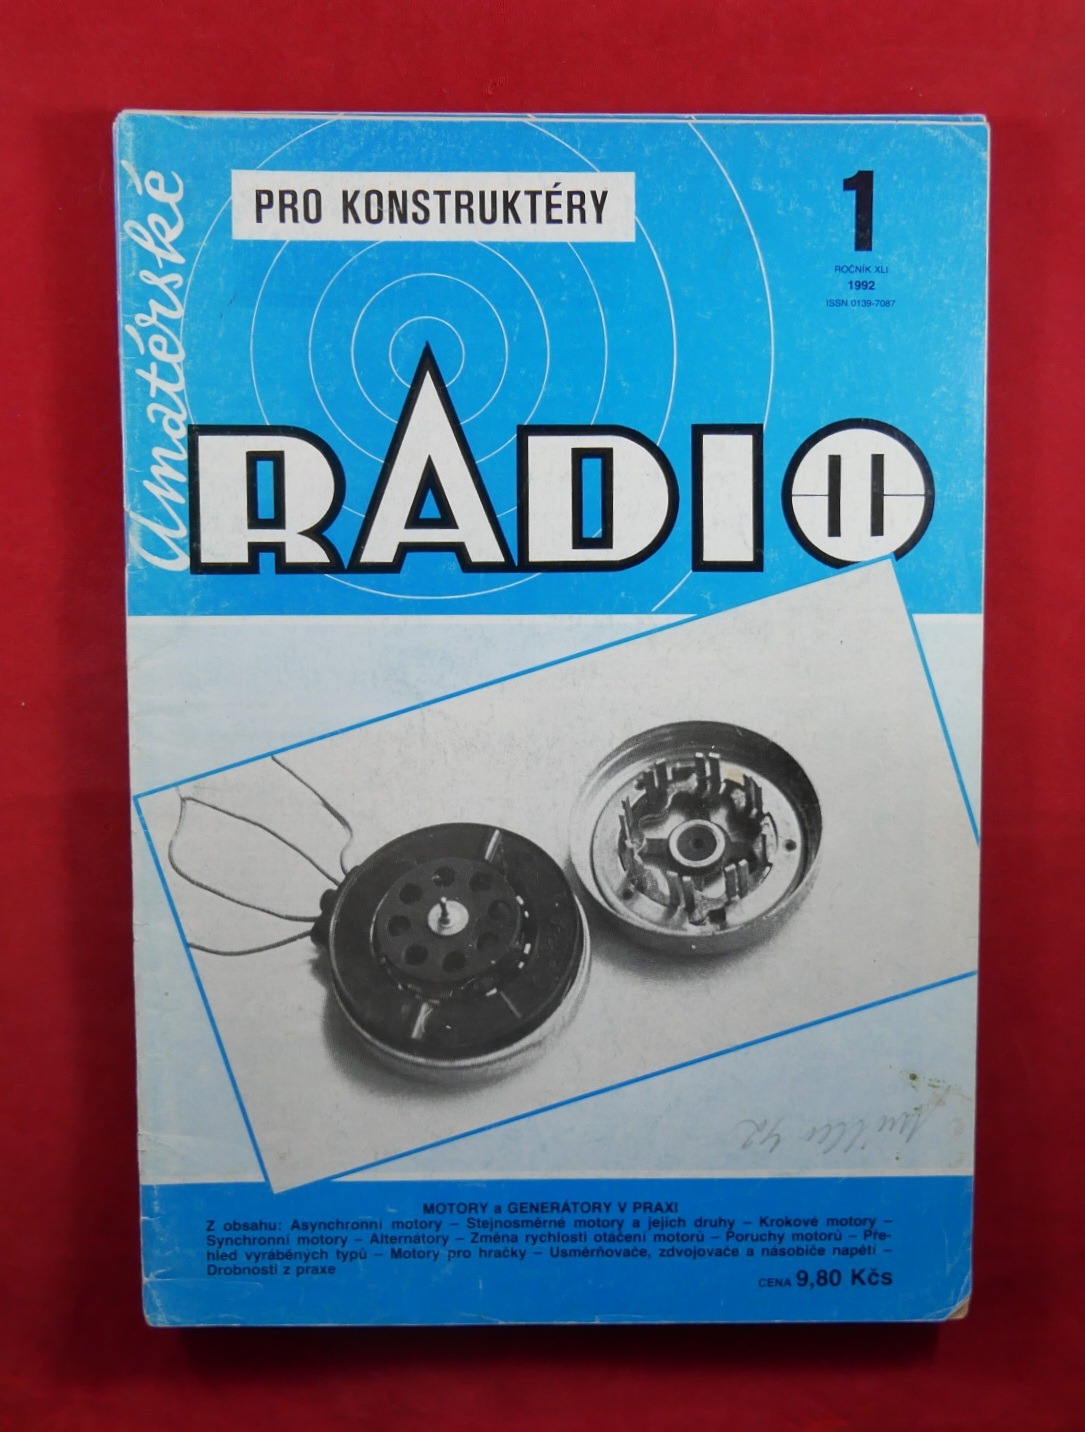 Amatérské
PRO KONSTRUKTÉRY
1
ROČNÍK XLI
1992
ISSN 0139-7087
RADIO
MOTORY a GENERÁTORY V PRAXI
Z obsahu: Asynchronní motory – Stejnosměrné motory a jejich druhy – Krokové motory –
Synchronní motory – Alternátory – Změna rychlosti otáčení motorů – Poruchy motorů – Pře-
hled vyráběných typů – Motory pro hračky – Usměrňovače, zdvojovače a násobiče napětí –
Drobnosti z praxe
CENA 9,80 Kčs